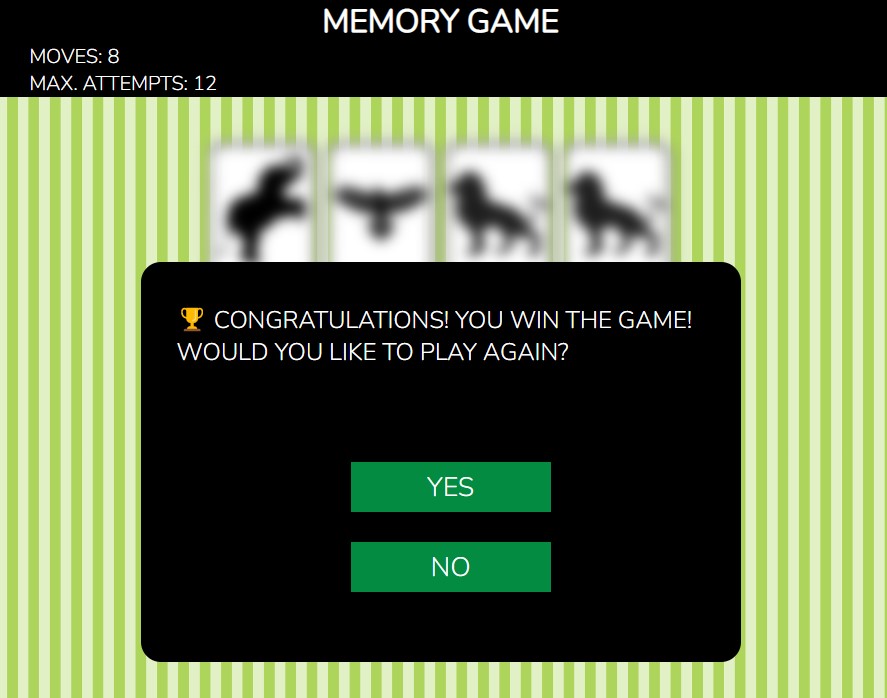 MEMORY GAME
MOVES: 8
MAX. ATTEMPTS: 12
🏆 CONGRATULATIONS! YOU WIN THE GAME!
WOULD YOU LIKE TO PLAY AGAIN?
YES
NO